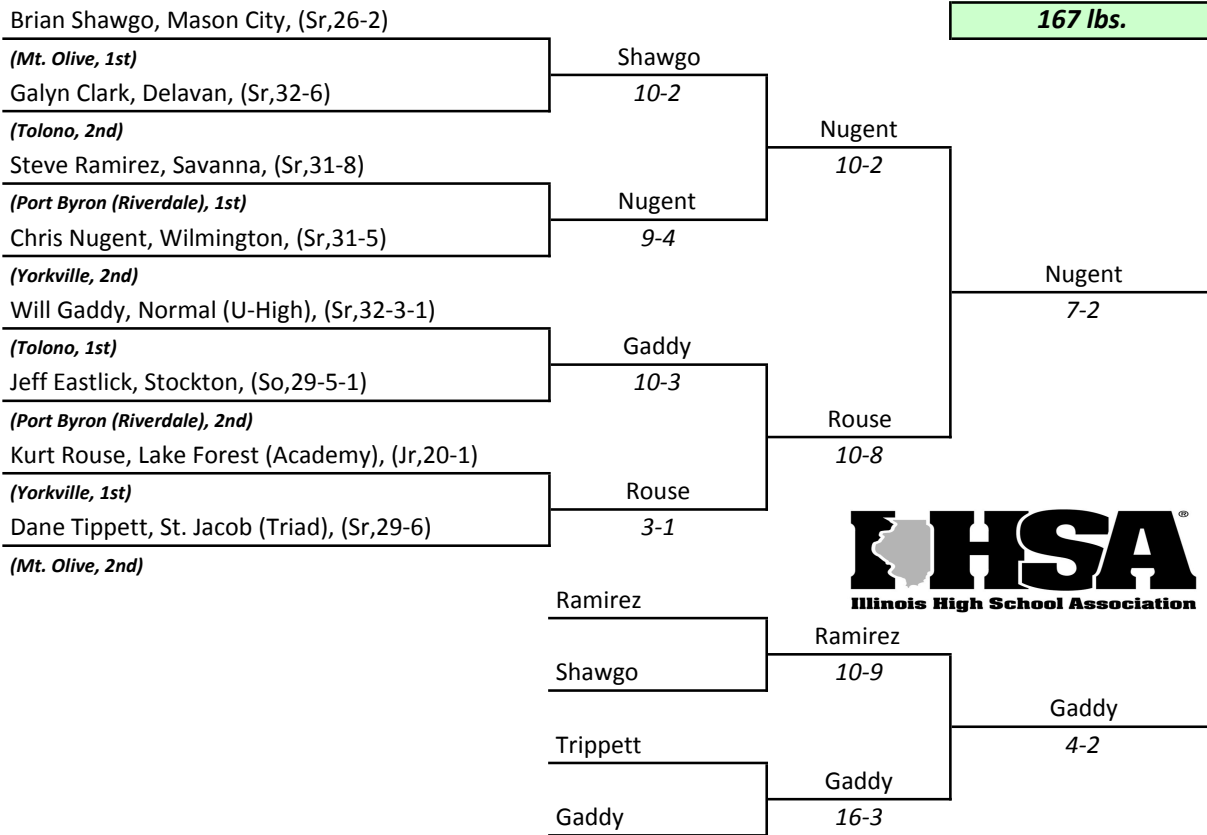 Brian Shawgo, Mason City, (Sr,26-2)
167 lbs.
(Mt. Olive, 1st)
Shawgo
Galyn Clark, Delavan, (Sr,32-6)
10-2
(Tolono, 2nd)
Nugent
Steve Ramirez, Savanna, (Sr,31-8)
10-2
(Port Byron (Riverdale), 1st)
Nugent
Chris Nugent, Wilmington, (Sr,31-5)
9-4
(Yorkville, 2nd)
Nugent
Will Gaddy, Normal (U-High), (Sr,32-3-1)
7-2
(Tolono, 1st)
Gaddy
Jeff Eastlick, Stockton, (So,29-5-1)
10-3
(Port Byron (Riverdale), 2nd)
Rouse
Kurt Rouse, Lake Forest (Academy), (Jr,20-1)
10-8
(Yorkville, 1st)
Rouse
Dane Tippett, St. Jacob (Triad), (Sr,29-6)
3-1
(Mt. Olive, 2nd)
IHSA®
Illinois High School Association
Ramirez
Ramirez
Shawgo
10-9
Gaddy
Trippett
4-2
Gaddy
Gaddy
16-3